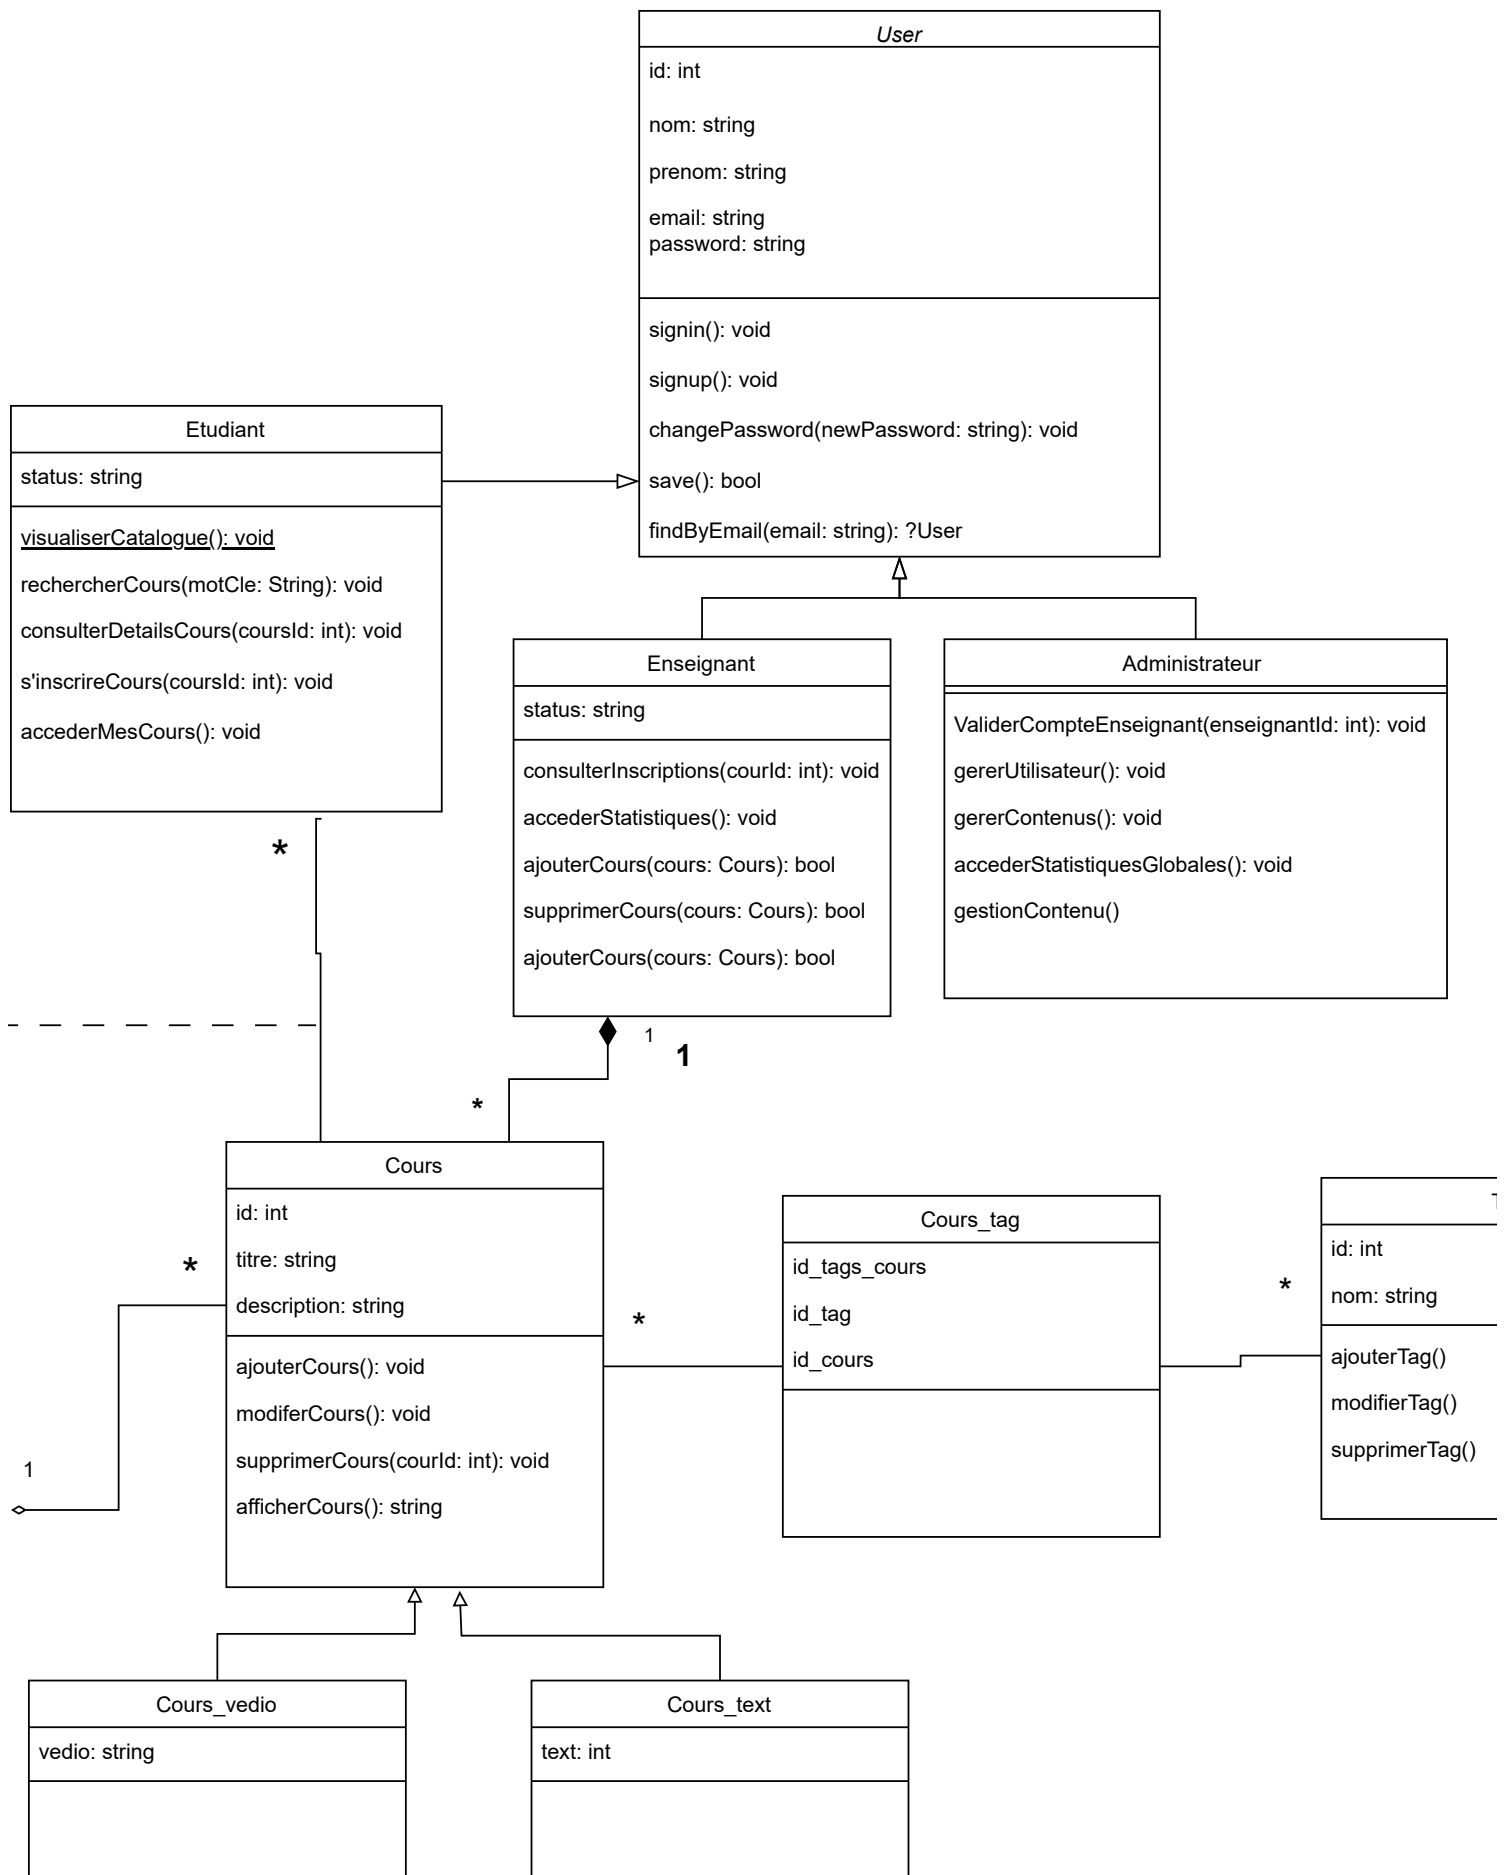 User
id: int
nom: string
prenom: string
email: string
password: string
signin(): void
signup(): void
changePassword(newPassword: string): void
save(): bool
findByEmail(email: string): ?User
Etudiant
status: string
visualiserCatalogue(): void
rechercherCours(motCle: String): void
consulterDetailsCours(coursId: int): void
s'inscrireCours(coursId: int): void
accederMesCours(): void
*
Enseignant
status: string
consulterInscriptions(courId: int): void
accederStatistiques(): void
ajouterCours(cours: Cours): bool
supprimerCours(cours: Cours): bool
ajouterCours(cours: Cours): bool
1
1
*
Administrateur
ValiderCompteEnseignant(enseignantId: int): void
gererUtilisateur(): void
gererContenus(): void
accederStatistiquesGlobales(): void
gestionContenu()
Cours
id: int
titre: string
description: string
ajouterCours(): void
modiferCours(): void
supprimerCours(courId: int): void
afficherCours(): string
*
1
*
Cours_tag
id_tags_cours
id_tag
id_cours
*
id: int
nom: string
ajouterTag()
modifierTag()
supprimerTag()
Cours_vedio
vedio: string
Cours_text
text: int